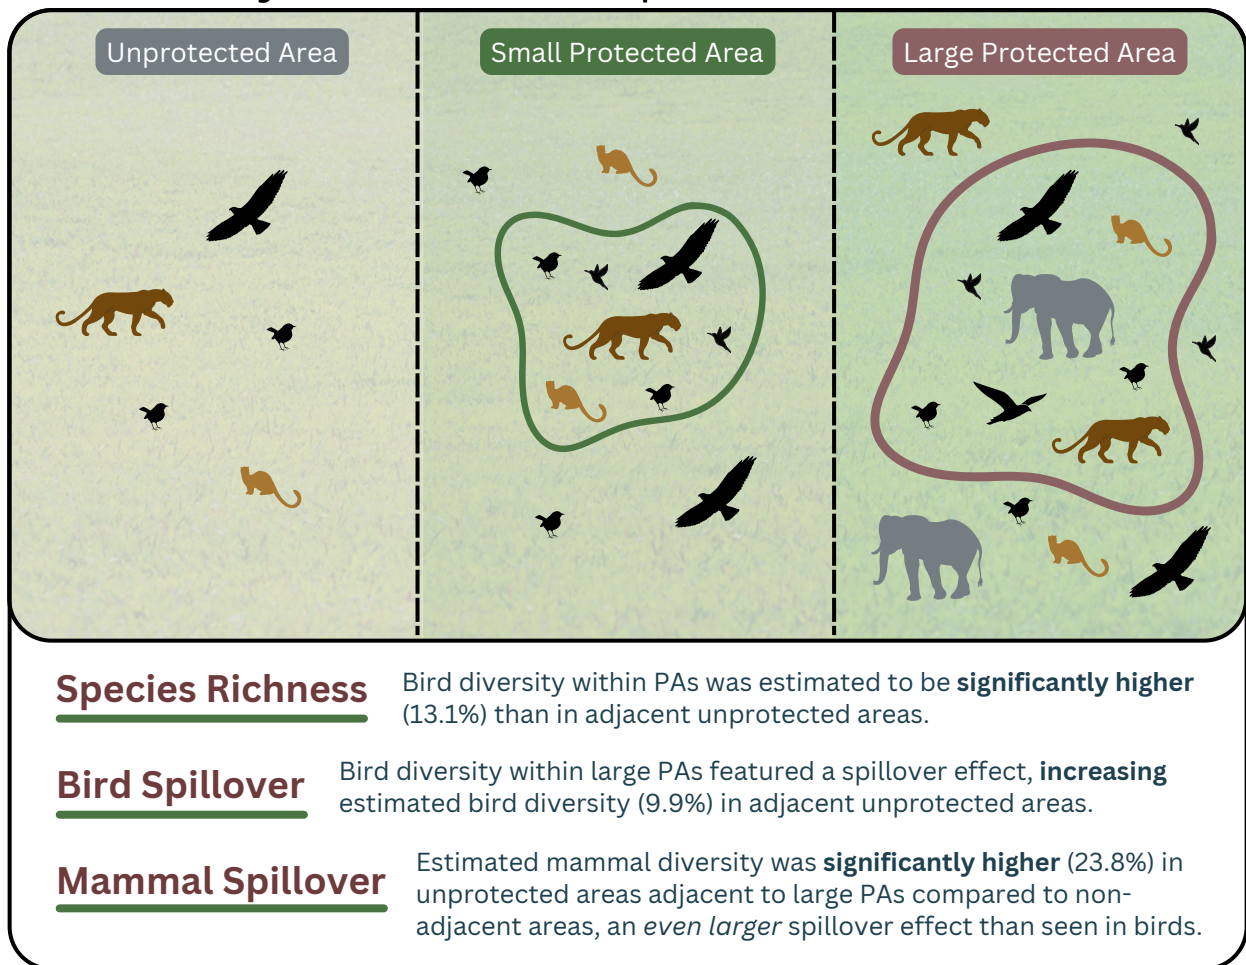 Unprotected Area
Small Protected Area
Large Protected Area
Species Richness
Bird diversity within PAs was estimated to be significantly higher
(13.1%) than in adjacent unprotected areas.
Bird Spillover
Bird diversity within large PAs featured a spillover effect, increasing
estimated bird diversity (9.9%) in adjacent unprotected areas.
Mammal Spillover
Estimated mammal diversity was significantly higher (23.8%) in
unprotected areas adjacent to large PAs compared to non-
adjacent areas, an even larger spillover effect than seen in birds.